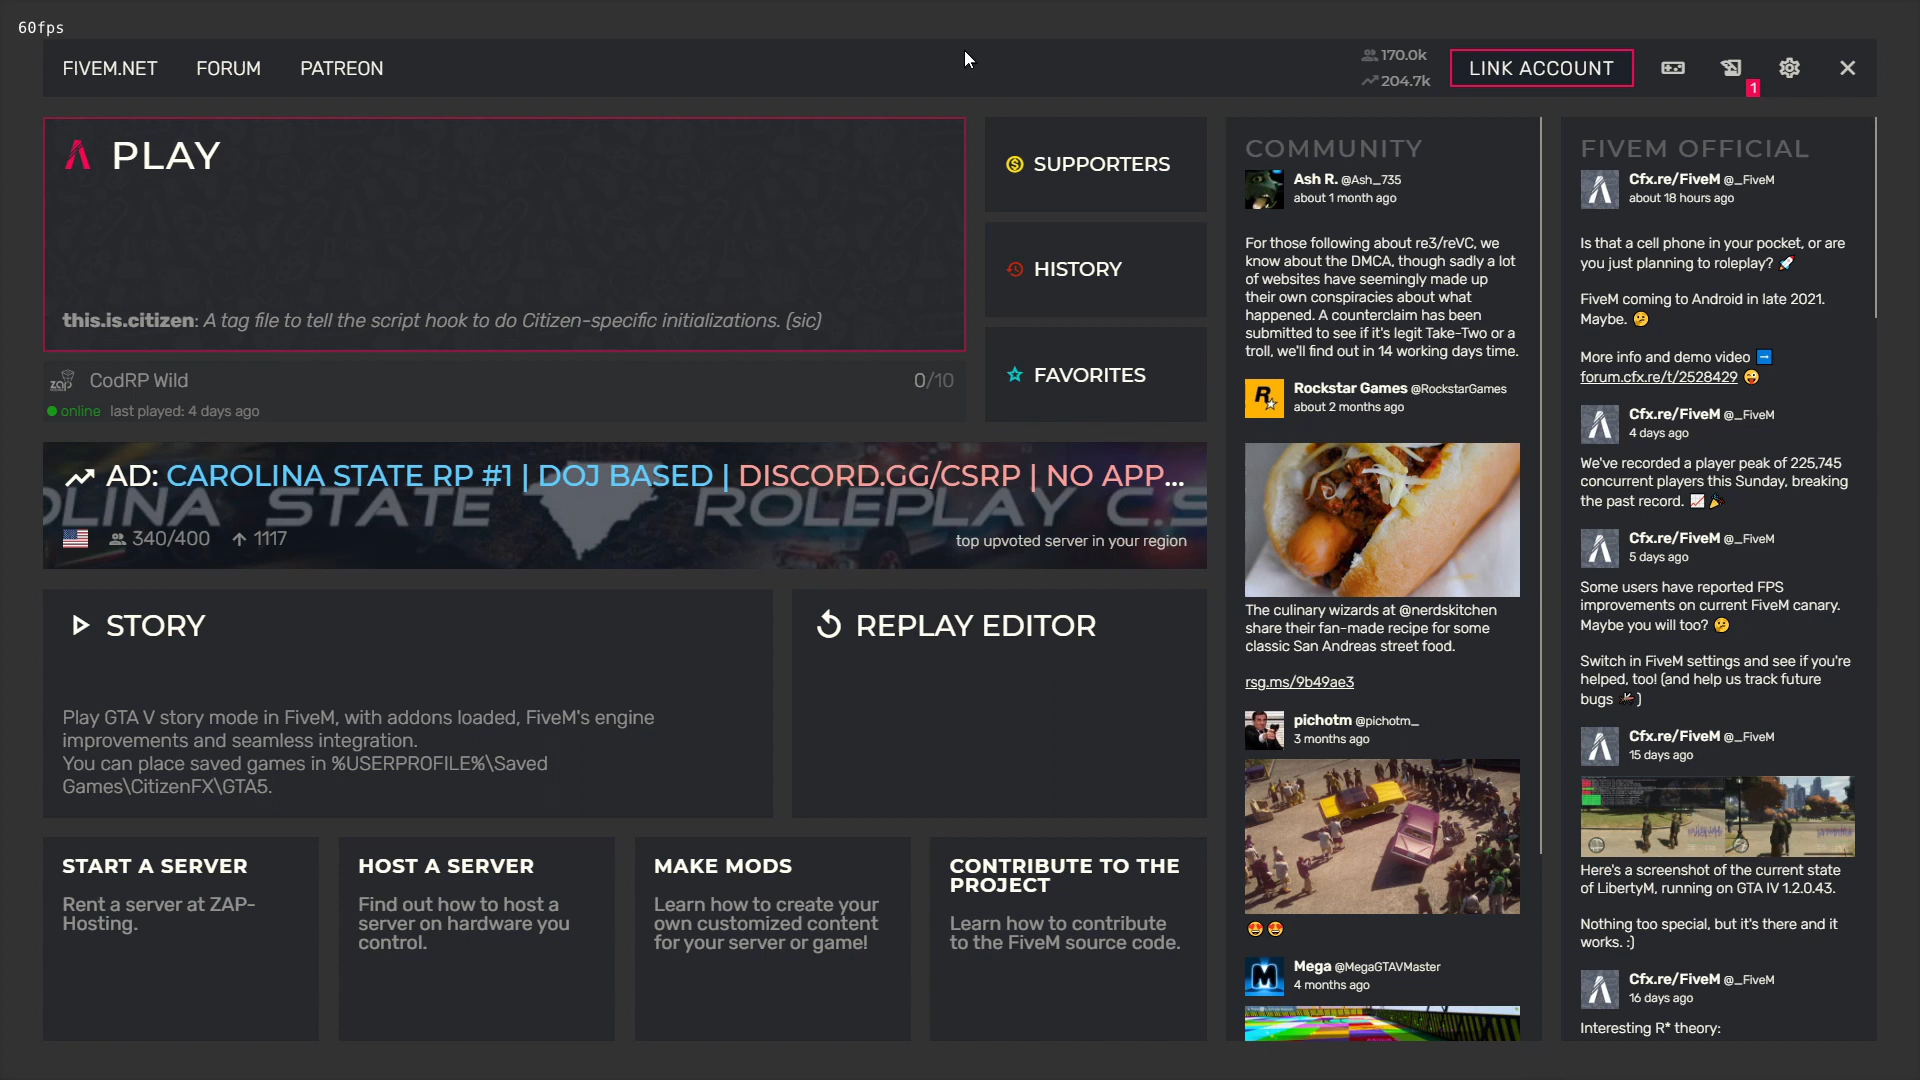 60fps
FIVEM.NET FORUM PATREON
170.0k
204.7k
LINK ACCOUNT
1
PLAY
this.is.citizen: A tag file to tell the script hook to do Citizen-specific initializations. (sic)
CodRP Wild
0/10
online last played: 4 days ago
SUPPORTERS
HISTORY
FAVORITES
AD: CAROLINA STATE RP #1 | DOJ BASED | DISCORD.GG/CSRP | NO APP...
OLINA STATE ROLEPLAY C.S
340/400 1117
top upvoted server in your region
STORY
Play GTA V story mode in FiveM, with addons loaded, FiveM's engine
improvements and seamless integration.
You can place saved games in %USERPROFILE%\Saved
Games\CitizenFX\GTA5.
REPLAY EDITOR
START A SERVER
Rent a server at ZAP-
Hosting.
HOST A SERVER
Find out how to host a
server on hardware you
control.
MAKE MODS
Learn how to create your
own customized content
for your server or game!
CONTRIBUTE TO THE
PROJECT
Learn how to contribute
to the FiveM source code.
COMMUNITY
Ash R. @Ash_735
about 1 month ago
For those following about re3/reVC, we
know about the DMCA, though sadly a lot
of websites have seemingly made up
their own conspiracies about what
happened. A counterclaim has been
submitted to see if it's legit Take-Two or a
troll, we'll find out in 14 working days time.
Rockstar Games @RockstarGames
about 2 months ago
The culinary wizards at @nerdskitchen
share their fan-made recipe for some
classic San Andreas street food.
rsg.ms/9b49ae3
pichotm @pichotm_
3 months ago
Mega @MegaGTAVMaster
4 months ago
FIVEM OFFICIAL
Cfx.re/FiveM @_FiveM
about 18 hours ago
Is that a cell phone in your pocket, or are
you just planning to roleplay? 🚀
FiveM coming to Android in late 2021.
Maybe. 🤔
More info and demo video ➡️
forum.cfx.re/t/2528429 😜
Cfx.re/FiveM @_FiveM
4 days ago
We've recorded a player peak of 225,745
concurrent players this Sunday, breaking
the past record. 📈 🎉
Cfx.re/FiveM @_FiveM
5 days ago
Some users have reported FPS
improvements on current FiveM canary.
Maybe you will too? 🤔
Switch in FiveM settings and see if you're
helped, too! (and help us track future
bugs 🐜)
Cfx.re/FiveM @_FiveM
15 days ago
Here's a screenshot of the current state
of LibertyM, running on GTA IV 1.2.0.43.
Nothing too special, but it's there and it
works. :)
Cfx.re/FiveM @_FiveM
16 days ago
Interesting R* theory: